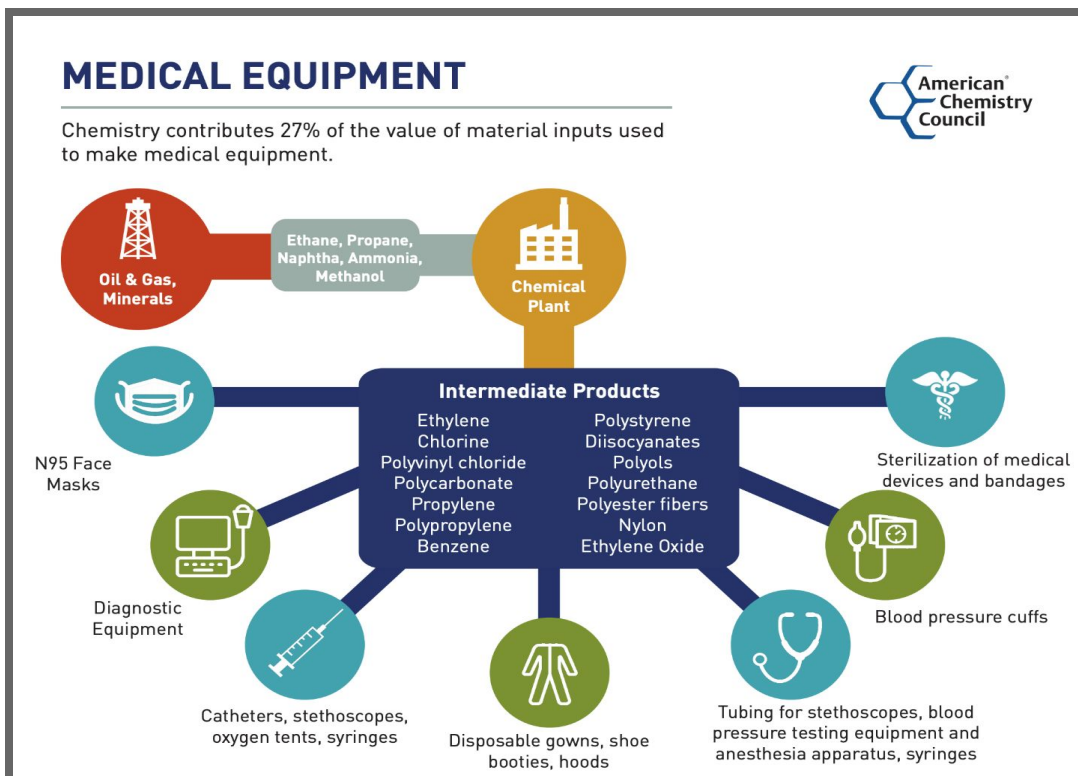 MEDICAL EQUIPMENT
American®
Chemistry
Council
Chemistry contributes 27% of the value of material inputs used
to make medical equipment.
Oil & Gas,
Minerals
Ethane, Propane,
Naphtha, Ammonia,
Methanol
Chemical
Plant
Intermediate Products
Ethylene
Chlorine
Polyvinyl chloride
Polycarbonate
Propylene
Polypropylene
Benzene
Polystyrene
Diisocyanates
Polyols
Polyurethane
Polyester fibers
Nylon
Ethylene Oxide
N95 Face
Masks
Diagnostic
Equipment
Catheters, stethoscopes,
oxygen tents, syringes
Disposable gowns, shoe
booties, hoods
Tubing for stethoscopes, blood
pressure testing equipment and
anesthesia apparatus, syringes
Blood pressure cuffs
Sterilization of medical
devices and bandages